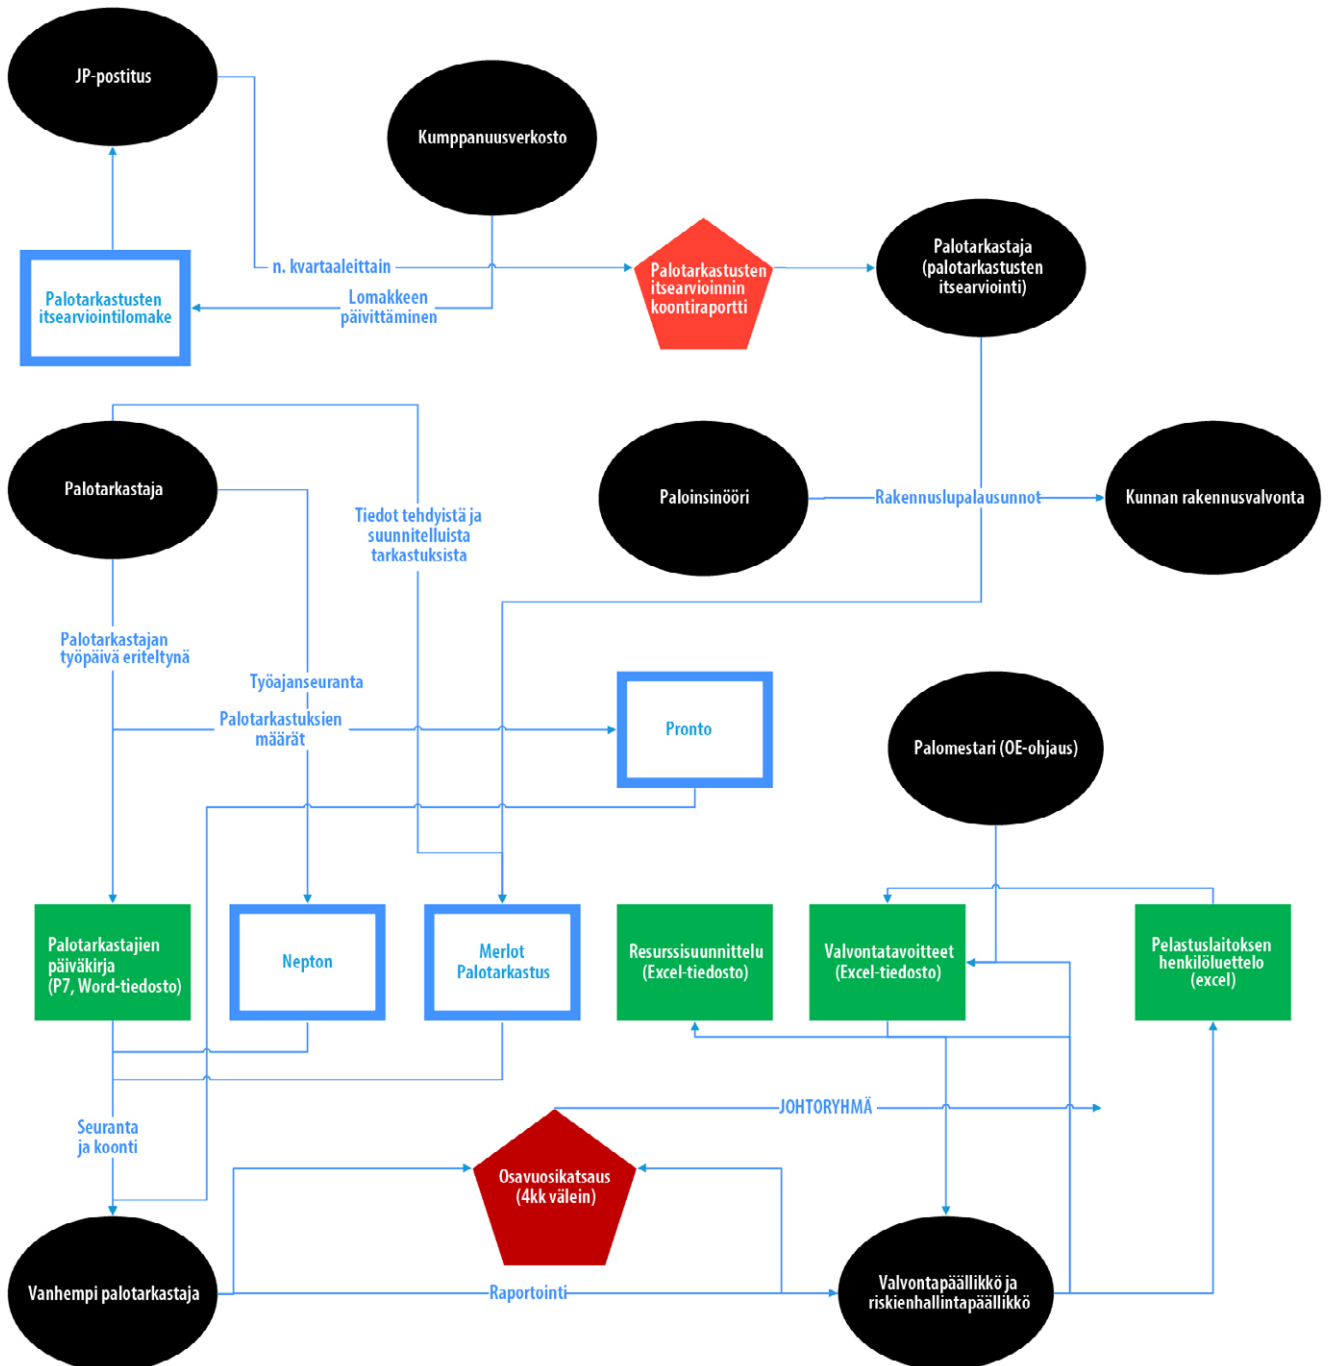 JP-postitus
Kumppanuusverkosto
Palotarkastaja
(palotarkastusten
itsearviointi)
n. kvartaaleittain
Palotarkastusten
itsearvioinnin
koontiraportti
Palotarkastusten
itsearviointilomake
Lomakkeen
päivittäminen
Palotarkastaja
Paloinsinööri
Rakennuslupalausunnot
Kunnan rakennusvalvonta
Tiedot tehdyistä ja
suunnitelluista
tarkastuksista
Palotarkastajan
työpäivä eriteltynä
Työajanseuranta
Palotarkastuksien
määrät
Pronto
Palomestari (OE-ohjaus)
Palotarkastajien
päiväkirja
(P7, Word-tiedosto)
Nepton
Merlot
Palotarkastus
Resurssisuunnittelu
(Excel-tiedosto)
Valvontatavoitteet
(Excel-tiedosto)
Pelastuslaitoksen
henkilöluettelo
(excel)
JOHTORYHMÄ
Seuranta
ja koonti
Osavuosikatsaus
(4kk välein)
Vanhempi palotarkastaja
Raportointi
Valvontapäällikkö ja
riskienhallintapäällikkö